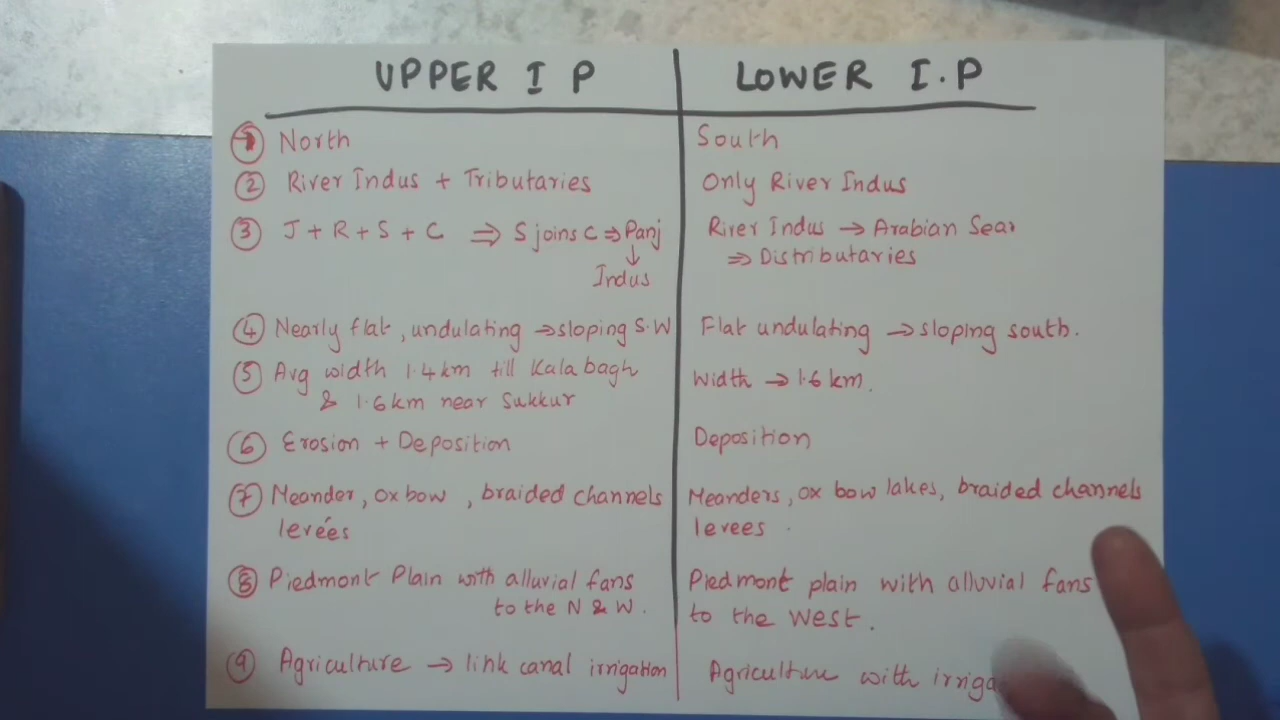 UPPER I P
LOWER I.P
① North
South
② River Indus + Tributaries
Only River Indus
③ J + R + S + C ⇒ S joins C ⇒ Panj
↓
Indus
River Indus → Arabian Sea
⇒ Distributaries
④ Nearly flat, undulating → sloping S.W
Flat undulating → sloping south.
⑤ Avg width 1.4km till Kalabagh
& 1.6km near Sukkur
Width → 1.6 km.
⑥ Erosion + Deposition
Deposition
⑦ Meander, ox bow, braided channels
levees
Meanders, ox bow lakes, braided channels
levees.
⑧ Piedmont Plain with alluvial fans
to the N & W.
Piedmont plain with alluvial fans
to the West.
⑨ Agriculture → link canal irrigation
Agriculture with